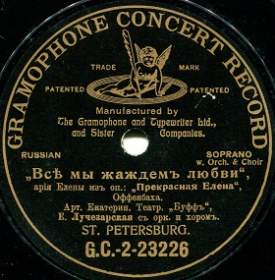 GRAMOPHONE CONCERT RECORD
TRADE MARK
PATENTED PATENTED
Manufactured by
The Gramophone and Typewriter Ltd.,
and Sister Companies.
RUSSIAN SOPRANO
w. Orch. & Choir
„Всѣ мы жаждемъ любви“,
арія Елены изъ оп.: „Прекрасная Елена“,
Оффенбаха.
Арт. Екатерин. Театр. „Буффъ“,
Е. Лучезарская съ орк. и хоромъ.
ST. PETERSBURG.
G.C.-2-23226